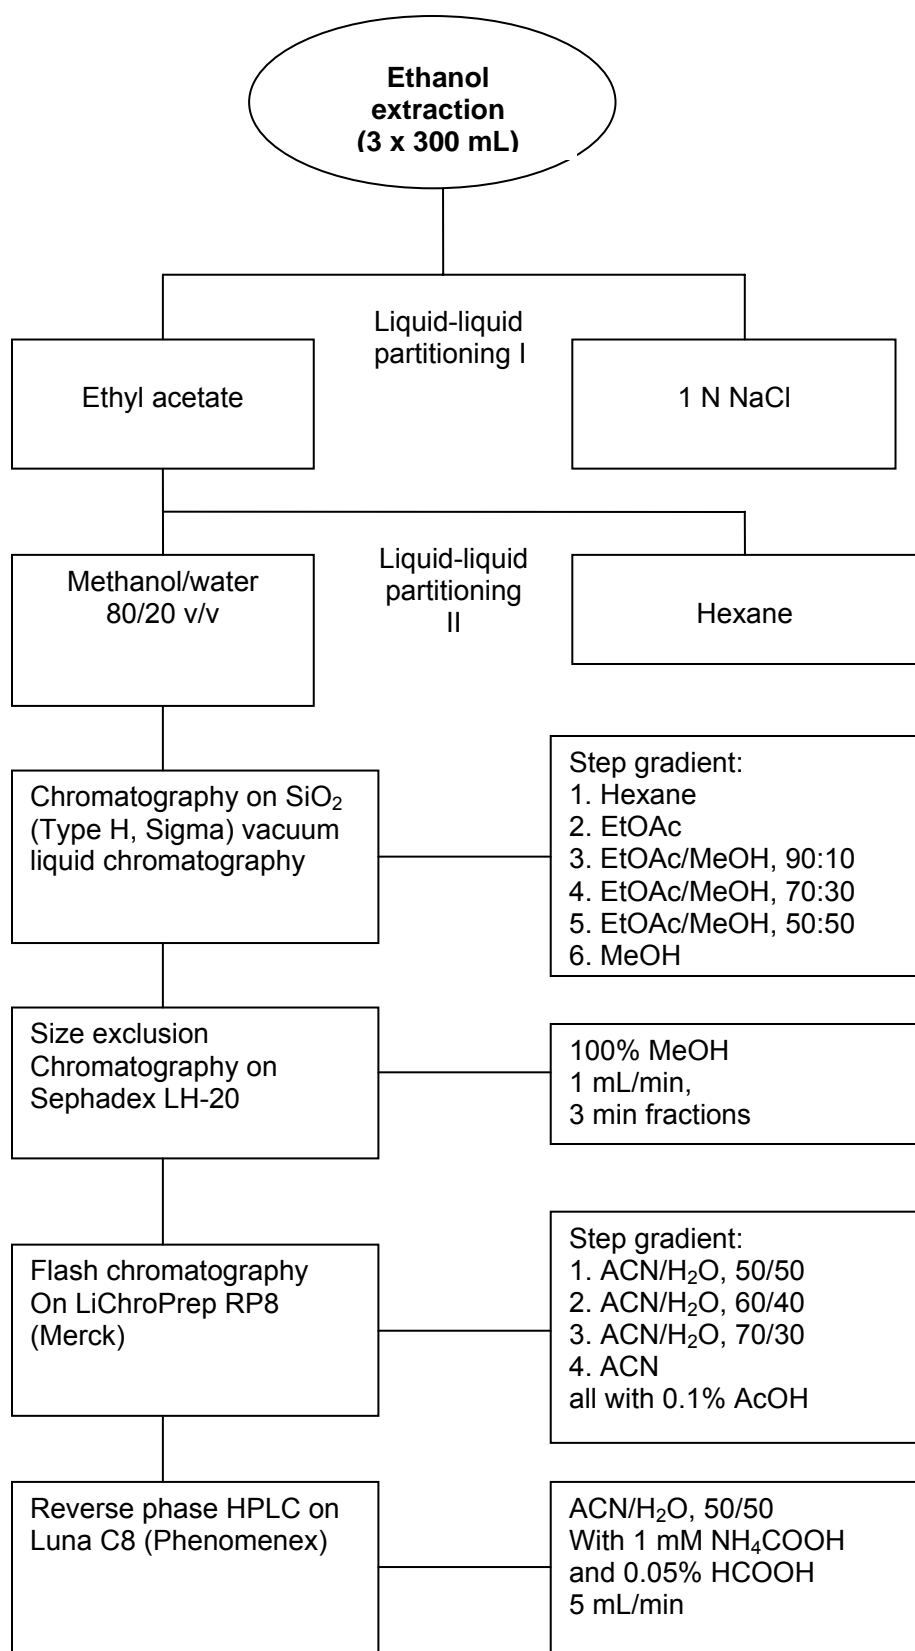 Ethanol
extraction
(3 x 300 mL)
Liquid-liquid
partitioning I
Ethyl acetate
1 N NaCl
Methanol/water
80/20 v/v
Liquid-liquid
partitioning
II
Hexane
Chromatography on SiO₂
(Type H, Sigma) vacuum
liquid chromatography
Step gradient:
1. Hexane
2. EtOAc
3. EtOAc/MeOH, 90:10
4. EtOAc/MeOH, 70:30
5. EtOAc/MeOH, 50:50
6. MeOH
Size exclusion
Chromatography on
Sephadex LH-20
100% MeOH
1 mL/min,
3 min fractions
Flash chromatography
On LiChroPrep RP8
(Merck)
Step gradient:
1. ACN/H₂O, 50/50
2. ACN/H₂O, 60/40
3. ACN/H₂O, 70/30
4. ACN
all with 0.1% AcOH
Reverse phase HPLC on
Luna C8 (Phenomenex)
ACN/H₂O, 50/50
With 1 mM NH₄COOH
and 0.05% HCOOH
5 mL/min